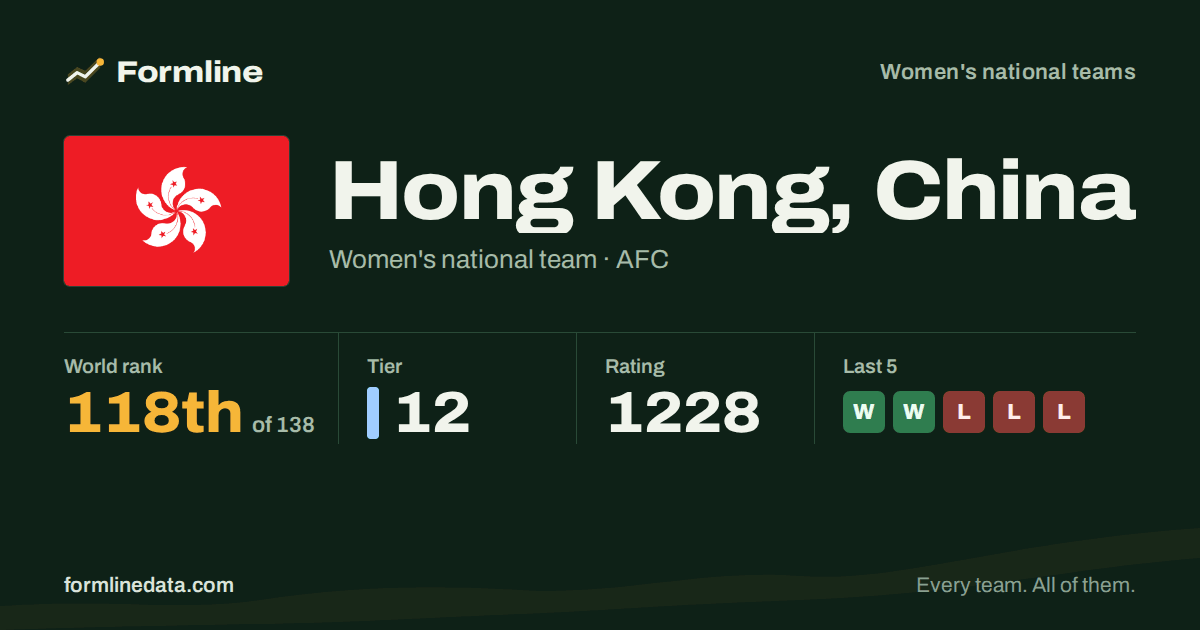 Formline
Women's national teams
Hong Kong, China
Women's national team · AFC
World rank
118th of 138
Tier
12
Rating
1228
Last 5
W W L L L
formlinedata.com
Every team. All of them.